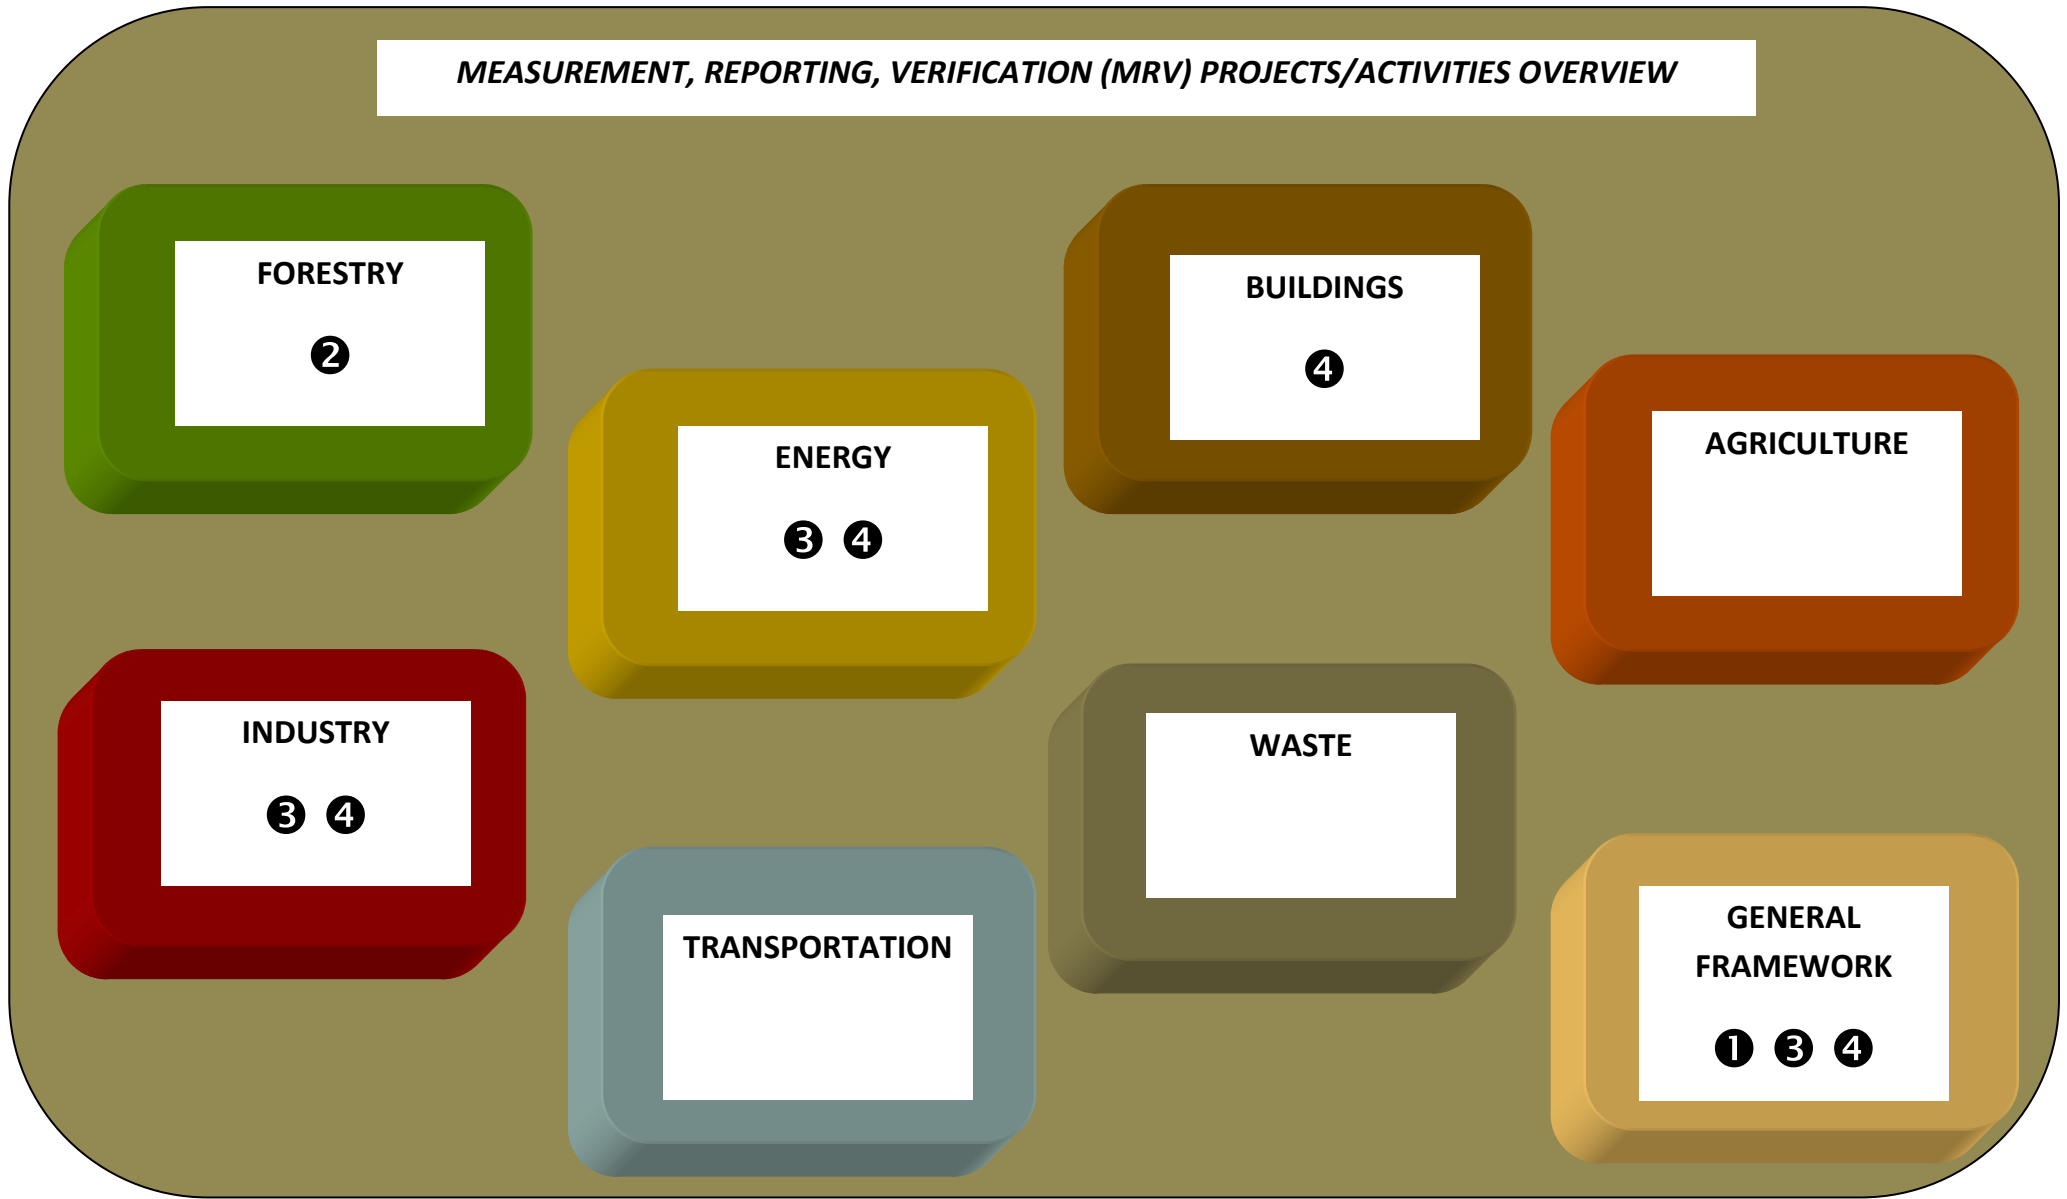 MEASUREMENT, REPORTING, VERIFICATION (MRV) PROJECTS/ACTIVITIES OVERVIEW
FORESTRY
❷
BUILDINGS
❹
ENERGY
❸ ❹
AGRICULTURE
INDUSTRY
❸ ❹
WASTE
TRANSPORTATION
GENERAL
FRAMEWORK
❶ ❸ ❹